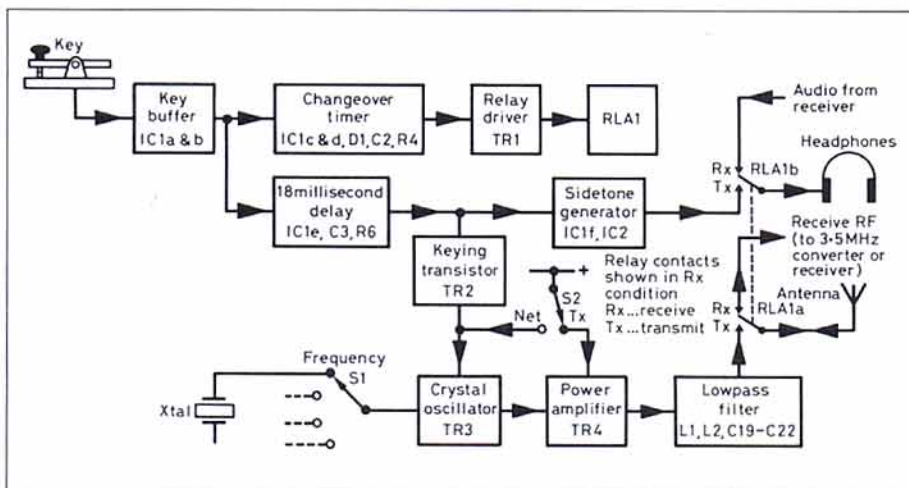 Key
Key
buffer
IC1a & b
Changeover
timer
IC1c & d, D1, C2, R4
Relay
driver
TR1
RLA1
Audio from
receiver
Headphones
Rx
Tx
RLA1b
18millisecond
delay
IC1e, C3, R6
Sidetone
generator
IC1f, IC2
Receive RF
(to 3·5MHz
converter or
receiver)
Antenna
Keying
transistor
TR2
+
S2
Tx
Net
Relay contacts
shown in Rx
condition
Rx...receive
Tx...transmit
Rx
Tx
RLA1a
Frequency
S1
Xtal
Crystal
oscillator
TR3
Power
amplifier
TR4
Lowpass
filter
L1, L2, C19–C22